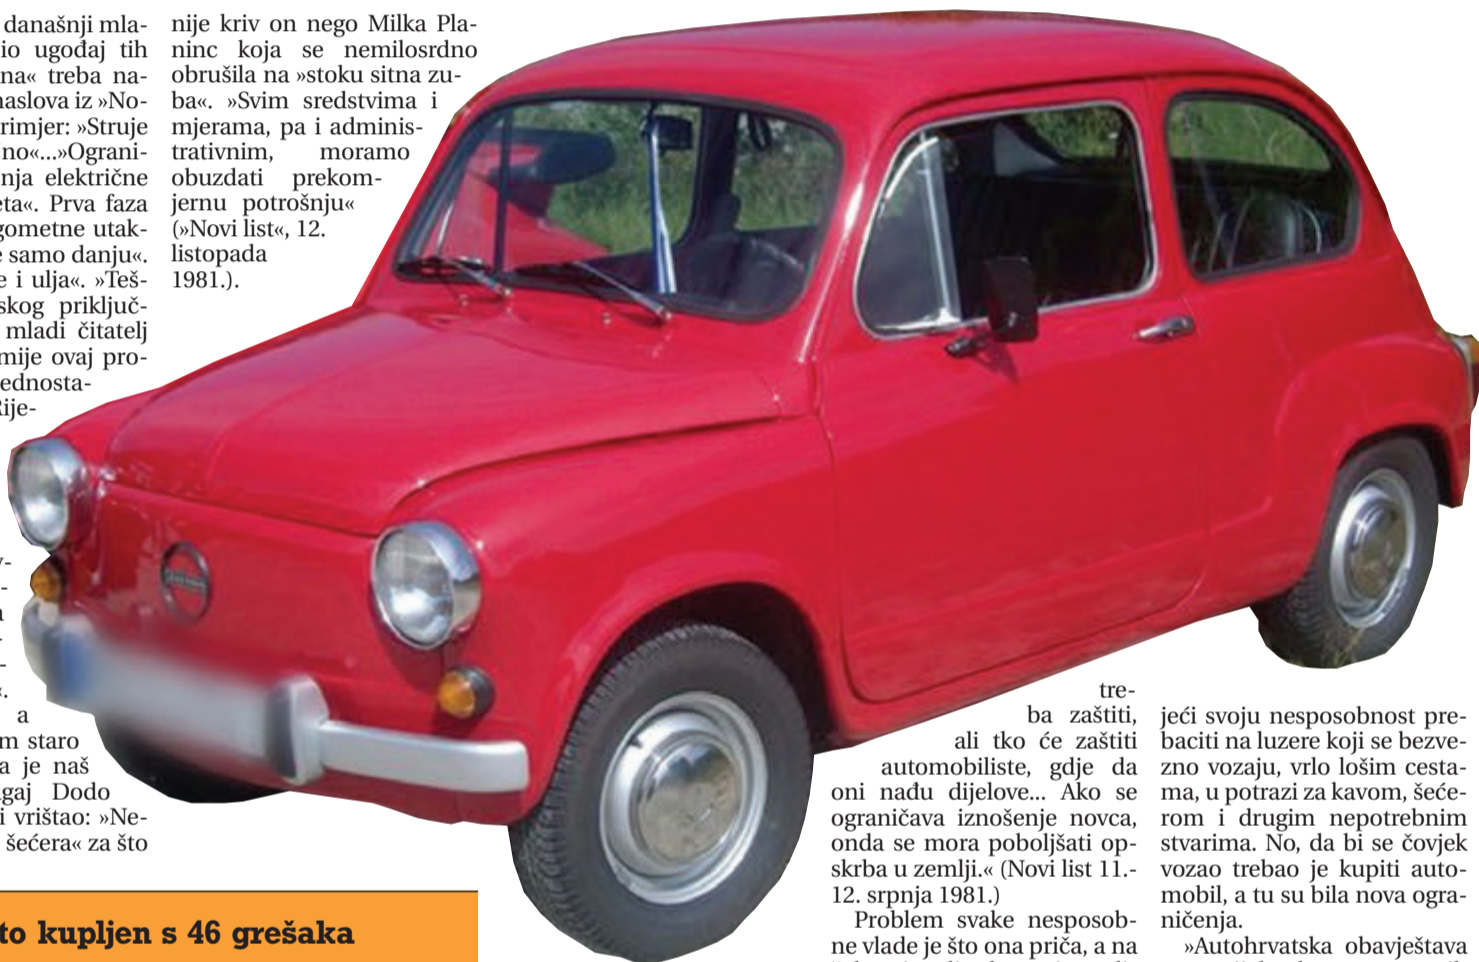 današnji mla-
io ugođaj tih
na« treba na-
naslova iz »No-
rimjer: »Struje
no«...»Ograni-
nja električne
eta«. Prva faza
gometne utak-
e samo danju«.
e i ulja«. »Teš-
skog priključ-
mladi čitatelj
mije ovaj pro-
ednosta-
Rije-
a
m staro
a je naš
gaj Dodo
i vrištao: »Ne-
šećera« za što
nije kriv on nego Milka Pla-
ninc koja se nemilosrdno
obrušila na »stoku sitna zu-
ba«. »Svim sredstvima i
mjerama, pa i adminis-
trativnim, moramo
obuzdati prekom-
jernu potrošnju«
(»Novi list«, 12.
listopada
1981.).
to kupljen s 46 grešaka
tre-
ba zaštiti,
ali tko će zaštiti
automobiliste, gdje da
oni nađu dijelove... Ako se
ograničava iznošenje novca,
onda se mora poboljšati op-
skrba u zemlji.« (Novi list 11.-
12. srpnja 1981.)
Problem svake nesposob-
ne vlade je što ona priča, a na
jeći svoju nesposobnost pre-
baciti na luzere koji se bezve-
zno vozaju, vrlo lošim cesta-
ma, u potrazi za kavom, šeće-
rom i drugim nepotrebnim
stvarima. No, da bi se čovjek
vozao trebao je kupiti auto-
mobil, a tu su bila nova ogra-
ničenja.
»Autohrvatska obavještava